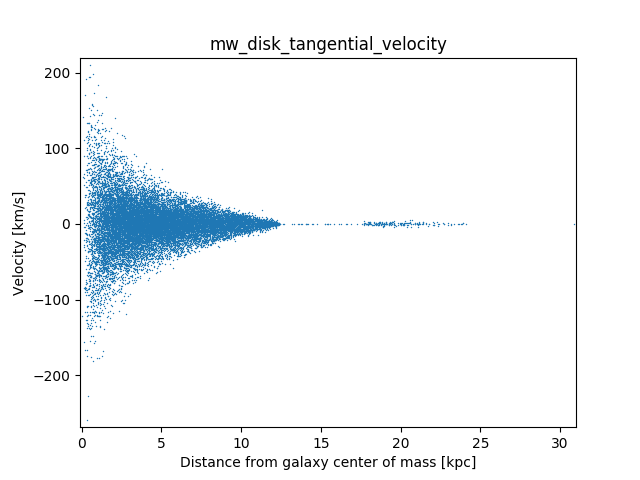 mw_disk_tangential_velocity
Velocity [km/s]
200
100
0
−100
−200
0 5 10 15 20 25 30
Distance from galaxy center of mass [kpc]